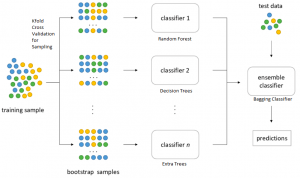 Kfold
Cross
Validation
for
Sampling
training sample
bootstrap samples
classifier 1
Random Forest
classifier 2
Decision Trees
classifier n
Extra Trees
test data
ensemble
classifier
Bagging Classifier
predictions